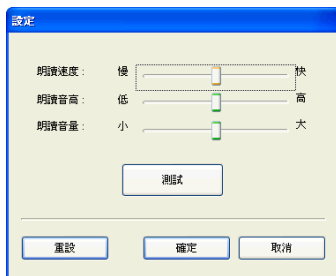 設定
朗讀速度: 慢 快
朗讀音高: 低 高
朗讀音量: 小 大
測試
重設 確定 取消